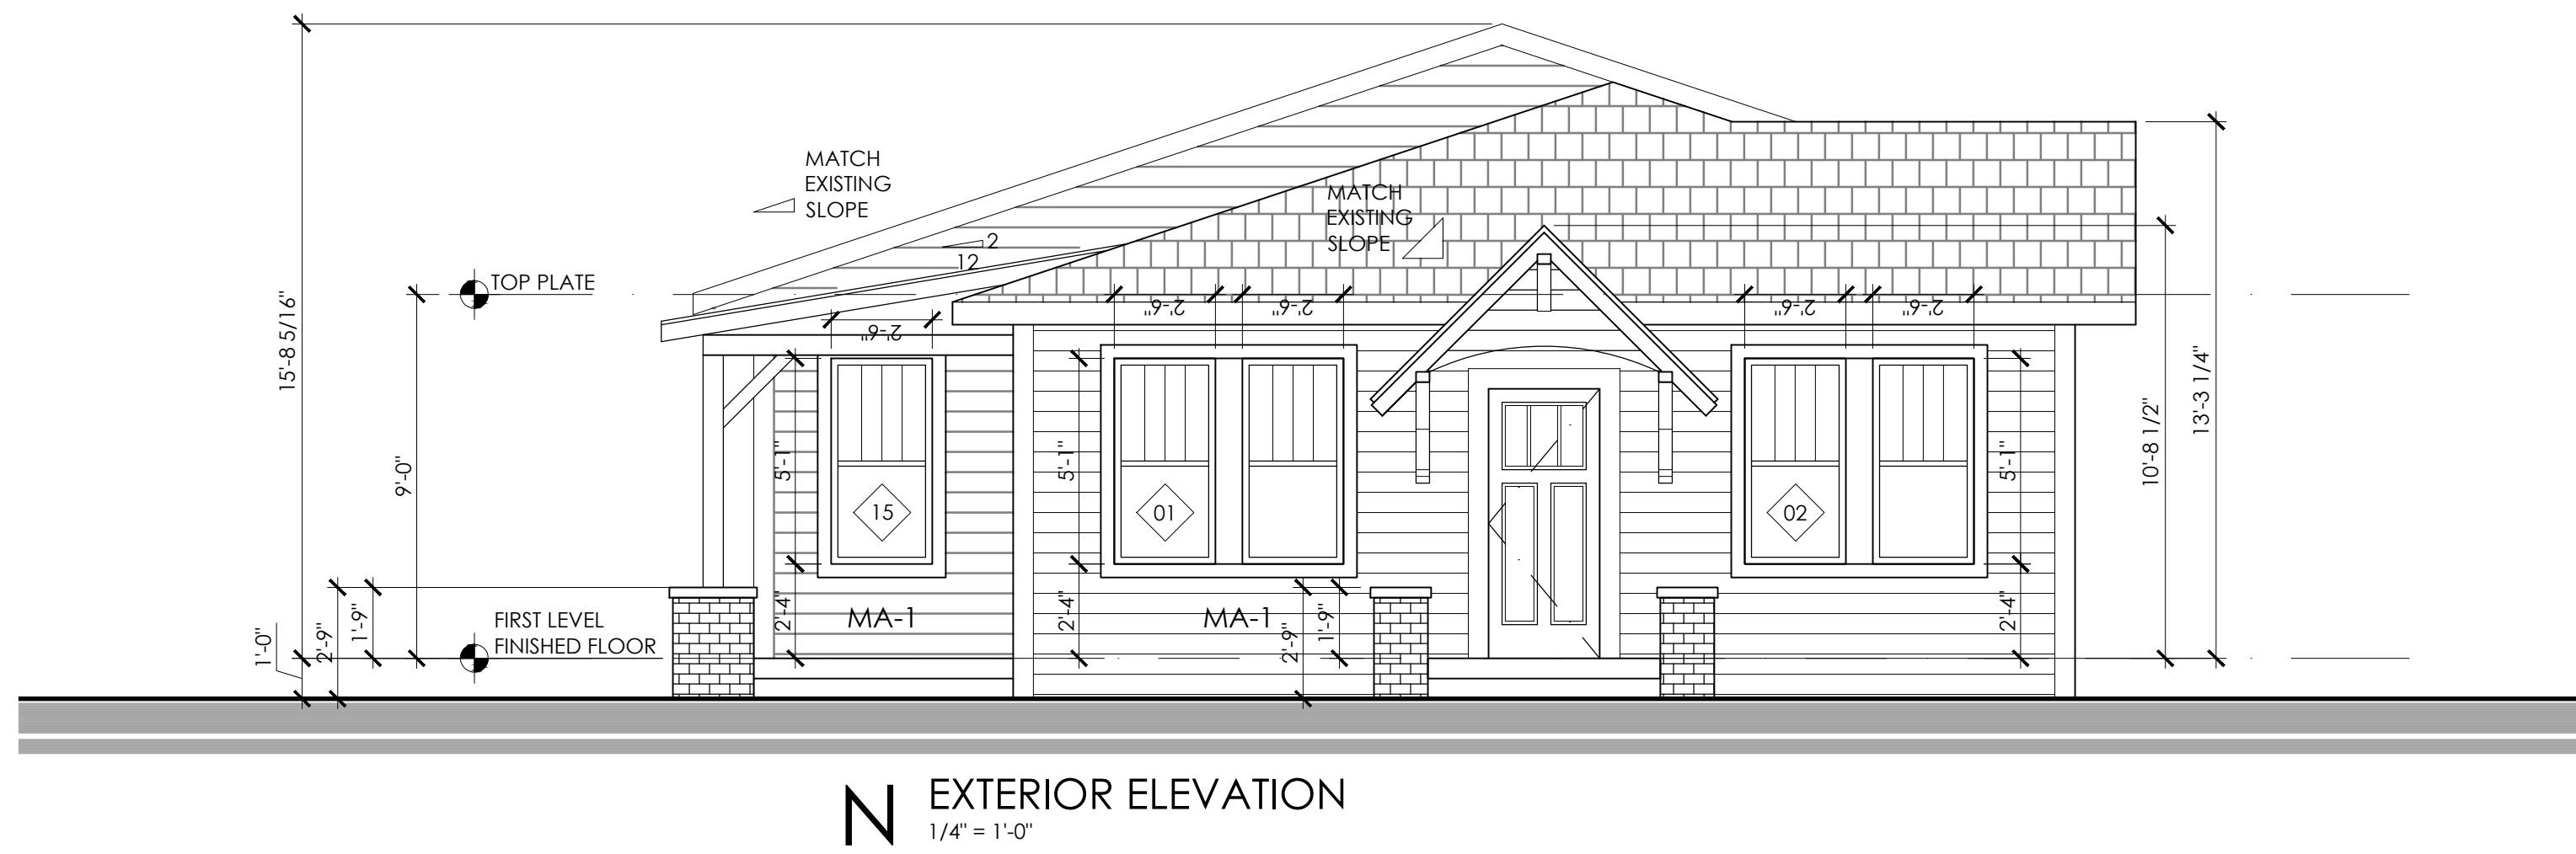 MATCH
EXISTING
SLOPE
MATCH
EXISTING
SLOPE
2
12
TOP PLATE
2'-6"
2'-6"
2'-6"
2'-6"
2'-6"
15'-8 5/16"
9'-0"
5'-1"
5'-1"
5'-1"
10'-8 1/2"
13'-3 1/4"
15
01
02
FIRST LEVEL
FINISHED FLOOR
1'-0"
2'-9"
1'-9"
2'-4"
MA-1
2'-4"
MA-1
2'-9"
1'-9"
2'-4"
N EXTERIOR ELEVATION
1/4" = 1'-0"